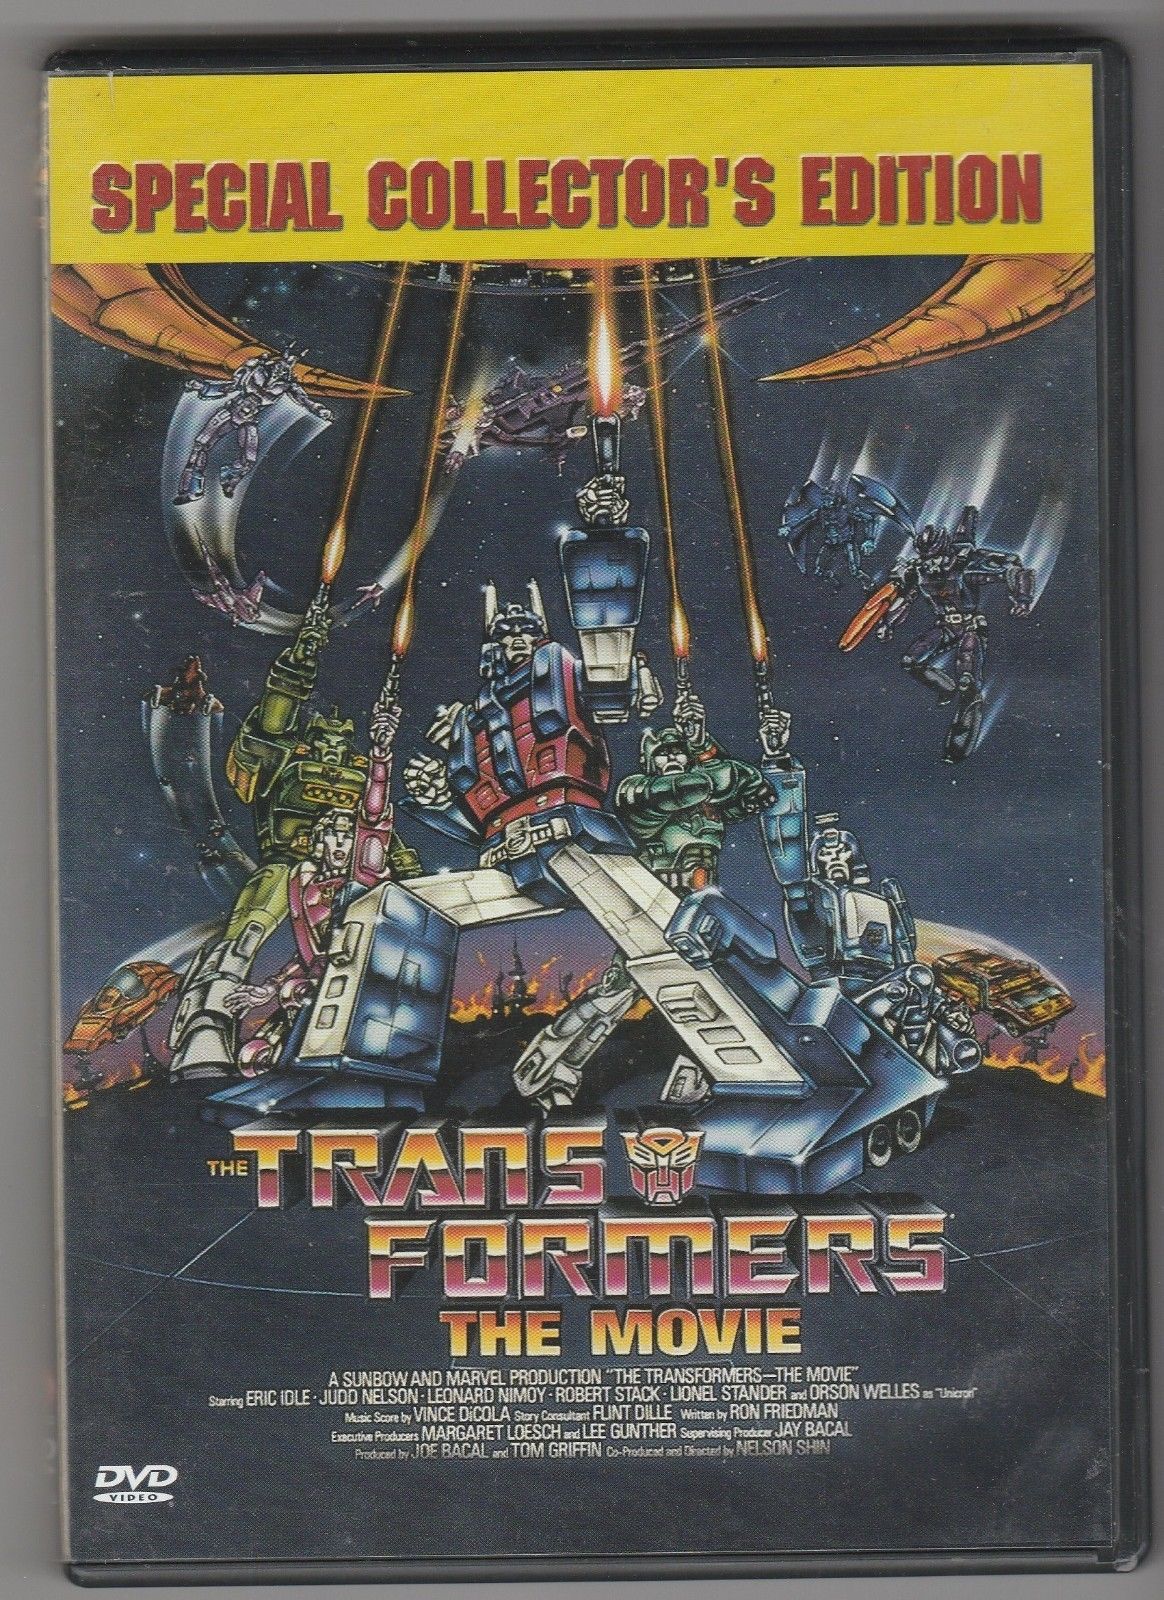 SPECIAL COLLECTOR'S EDITION
THE TRANS
FORMERS
THE MOVIE
A SUNBOW AND MARVEL PRODUCTION "THE TRANSFORMERS—THE MOVIE"
Starring ERIC IDLE · JUDD NELSON · LEONARD NIMOY · ROBERT STACK · LIONEL STANDER and ORSON WELLES as "Unicron"
Music Score by VINCE DiCOLA Story Consultant FLINT DILLE Written by RON FRIEDMAN
Executive Producers MARGARET LOESCH and LEE GUNTHER Supervising Producer JAY BACAL
Produced by JOE BACAL and TOM GRIFFIN Co-Produced and Directed by NELSON SHIN
DVD
VIDEO